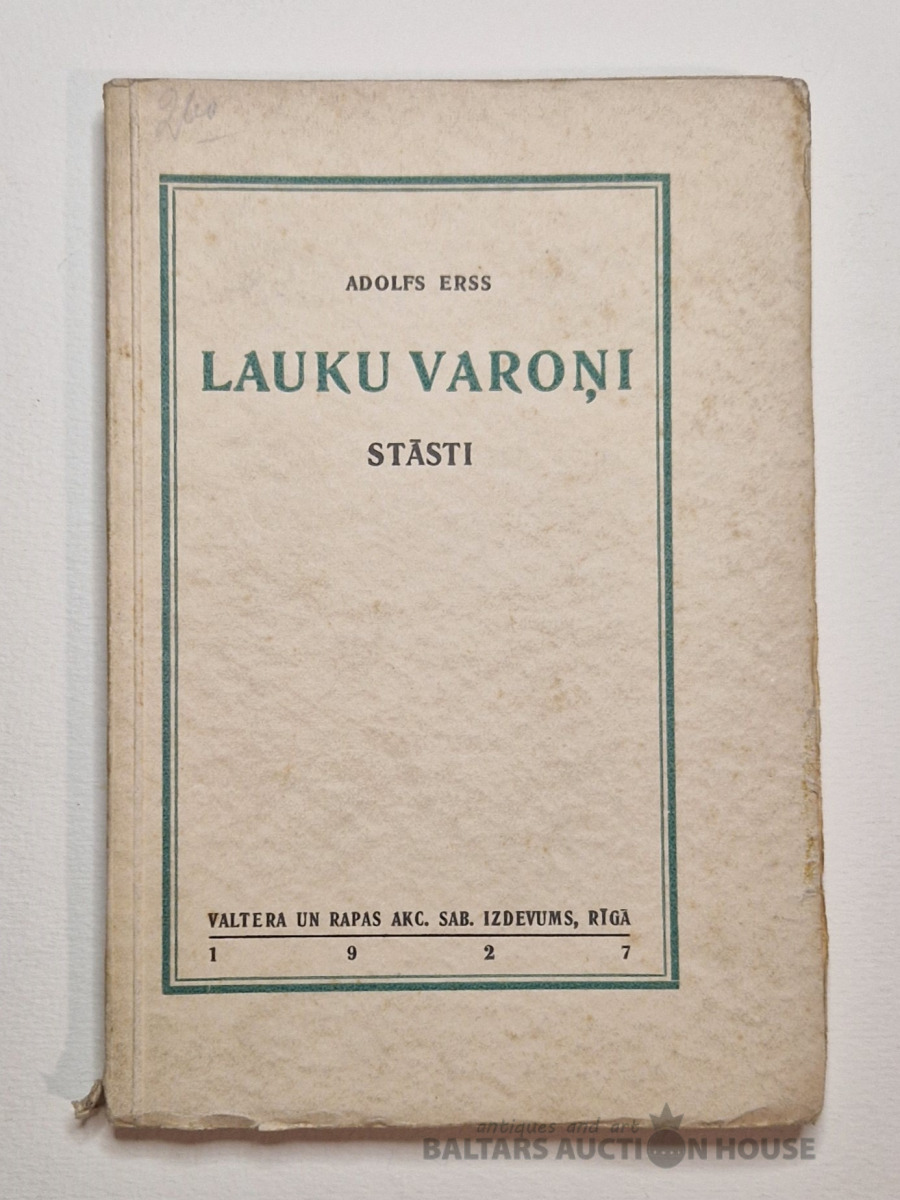 ADOLFS ERSS
LAUKU VAROŅI
STĀSTI
VALTERA UN RAPAS AKC. SAB. IZDEVUMS, RĪGĀ
1 9 2 7
antiques and art
BALTARS AUCTION HOUSE